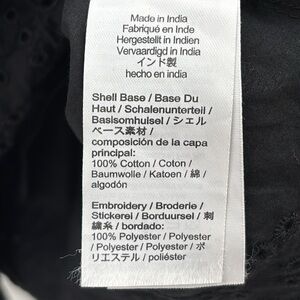 Made in India
Fabriqué en Inde
Hergestellt in Indien
Vervaardigd in India
インド製
hecho en india
Shell Base / Base Du
Haut / Schalenunterteil /
Basisomhulsel / シェル
ベース素材 /
composición de la capa
principal:
100% Cotton / Coton /
Baumwolle / Katoen / 綿 /
algodón
Embroidery / Broderie /
Stickerei / Borduursel / 刺
繍糸 / bordado:
100% Polyester / Polyester
/ Polyester / Polyester / ポ
リエステル / poliéster